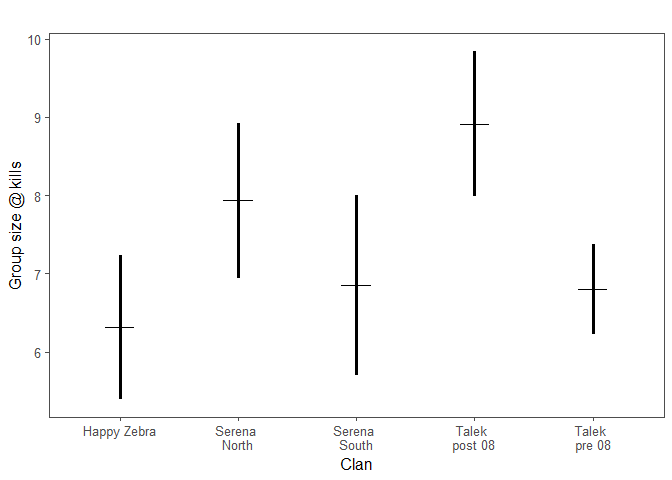 10
9
8
7
6
Group size @ kills
Happy Zebra
Serena
North
Serena
South
Talek
post 08
Talek
pre 08
Clan